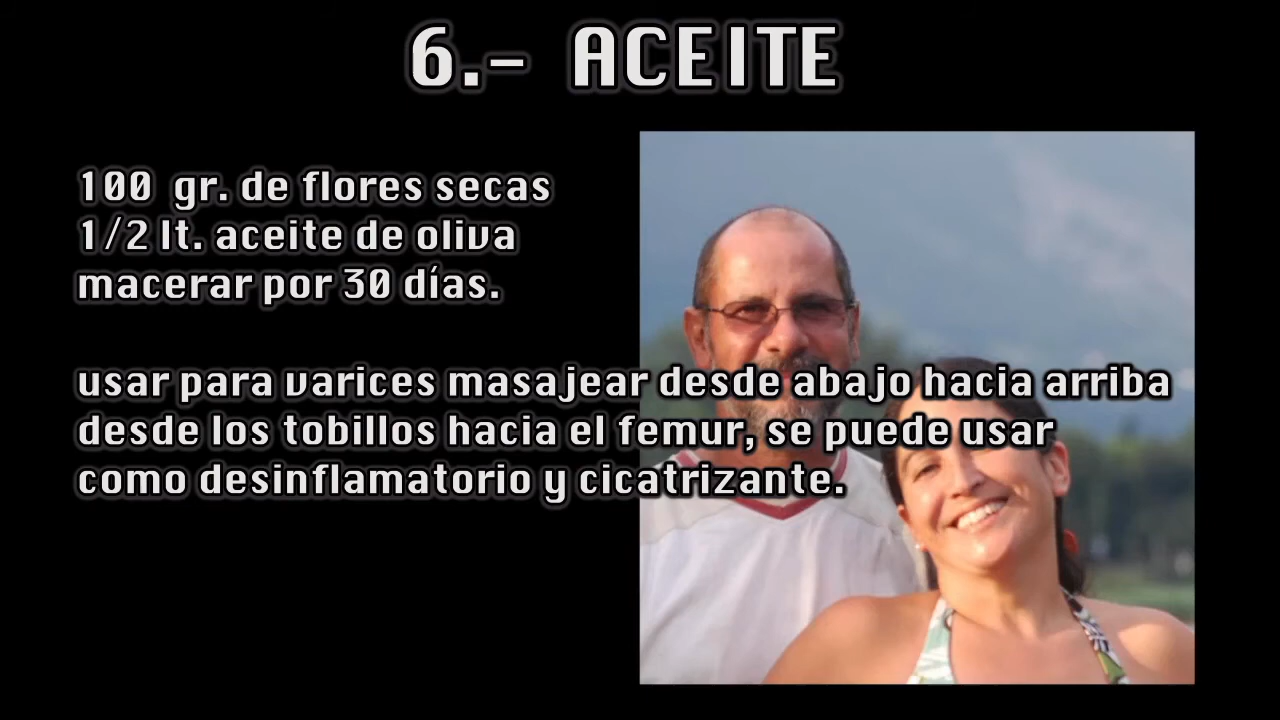 6.- ACEITE
100 gr. de flores secas
1/2 lt. aceite de oliva
macerar por 30 días.
usar para varices masajear desde abajo hacia arriba
desde los tobillos hacia el femur, se puede usar
como desinflamatorio y cicatrizante.